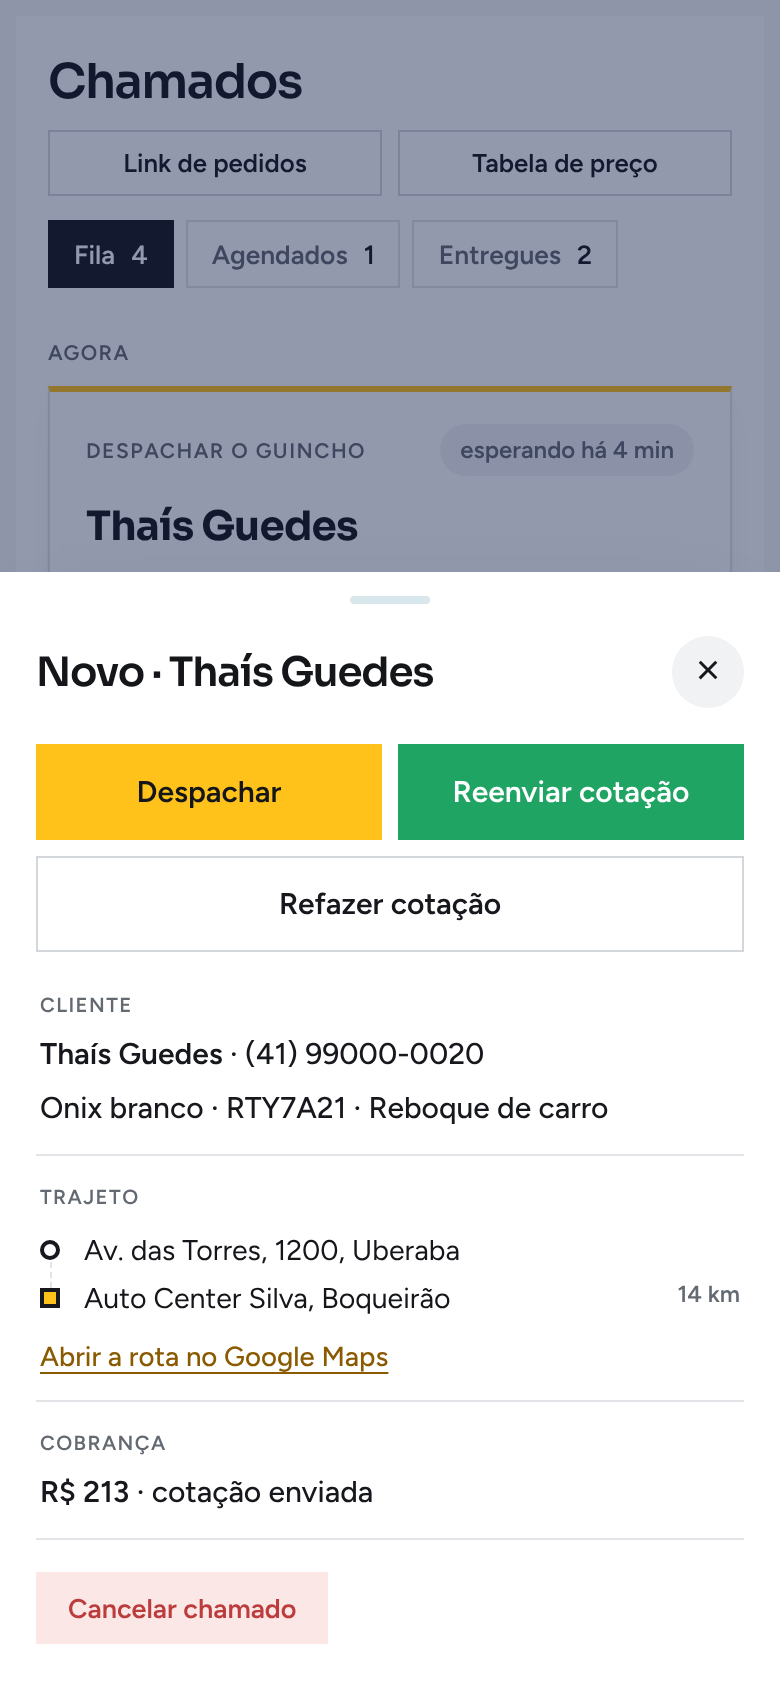 Chamados
Link de pedidos
Tabela de preço
Fila 4
Agendados 1
Entregues 2
AGORA
DESPACHAR O GUINCHO
esperando há 4 min
Thaís Guedes
Novo · Thaís Guedes
Despachar
Reenviar cotação
Refazer cotação
CLIENTE
Thaís Guedes · (41) 99000-0020
Onix branco · RTY7A21 · Reboque de carro
TRAJETO
Av. das Torres, 1200, Uberaba
Auto Center Silva, Boqueirão
14 km
Abrir a rota no Google Maps
COBRANÇA
R$ 213 · cotação enviada
Cancelar chamado